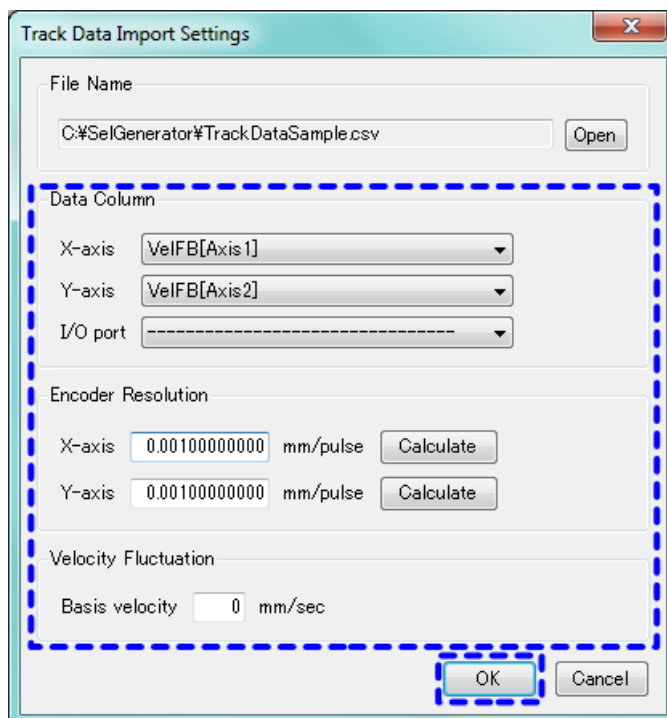 Track Data Import Settings
File Name
C:¥SelGenerator¥TrackDataSample.csv Open
Data Column
X-axis VelFB[Axis1]
Y-axis VelFB[Axis2]
I/O port --------------------------------
Encoder Resolution
X-axis 0.00100000000 mm/pulse Calculate
Y-axis 0.00100000000 mm/pulse Calculate
Velocity Fluctuation
Basis velocity 0 mm/sec
OK Cancel